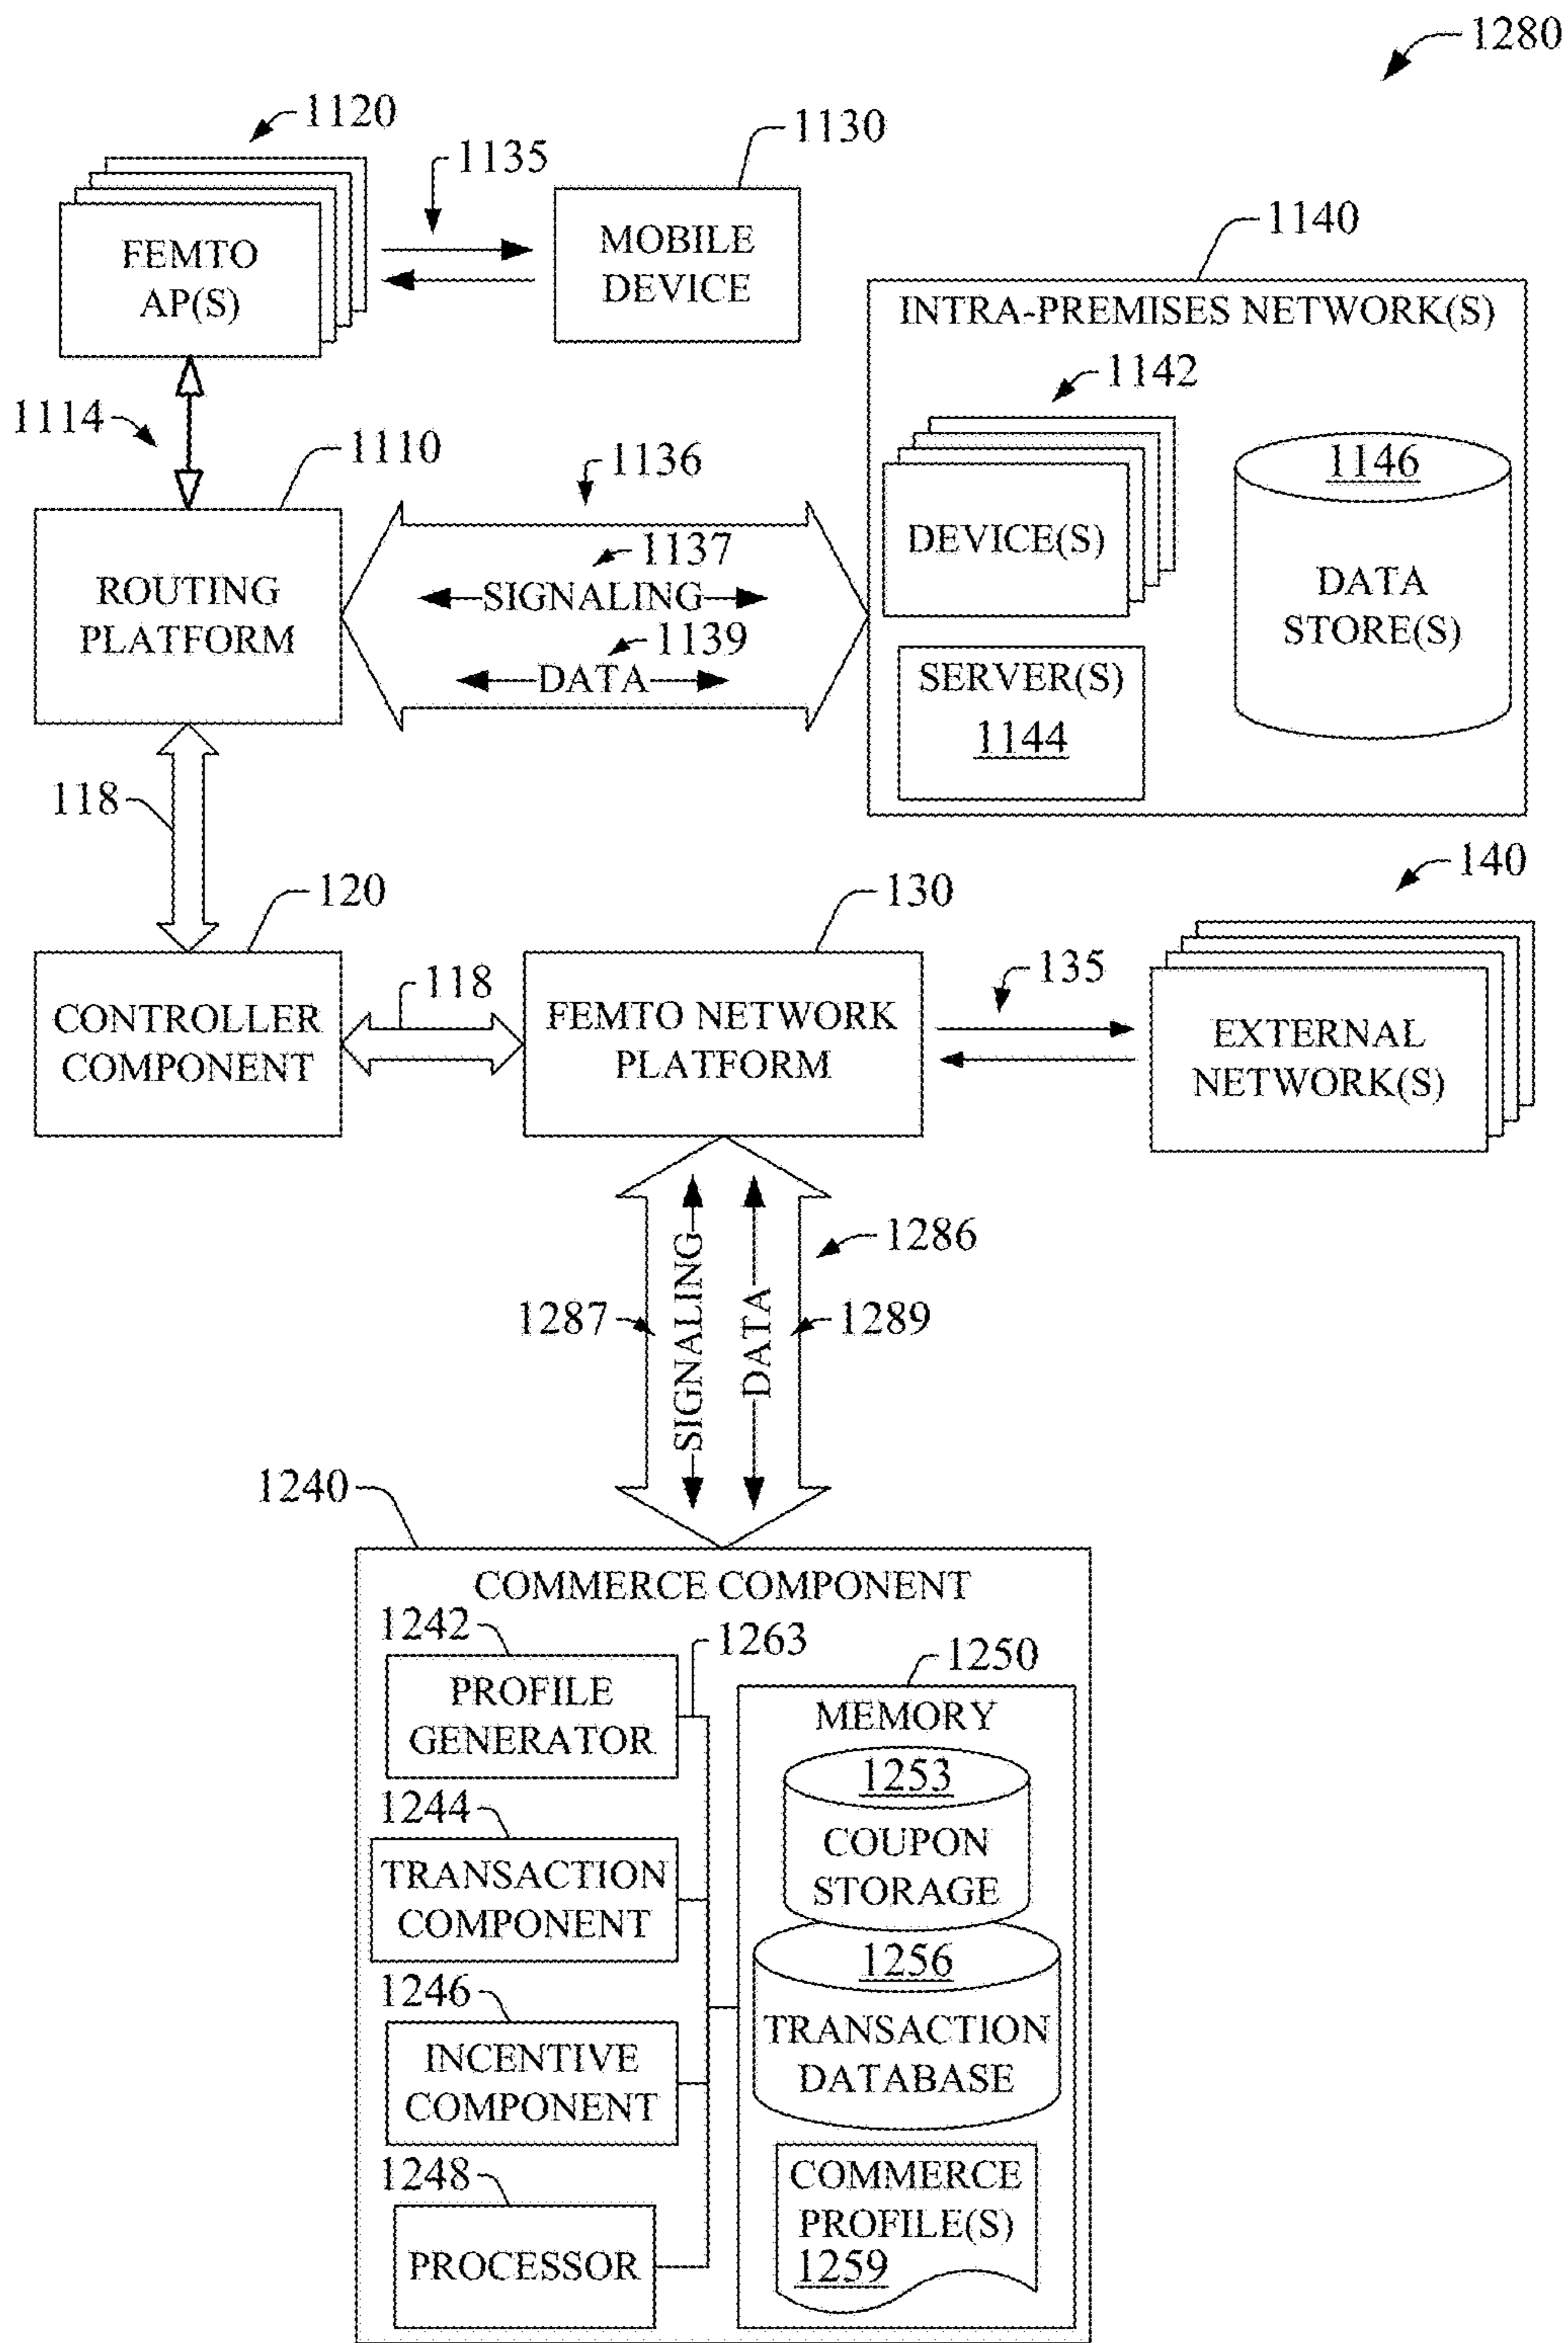 1280
1120
1135
1130
FEMTO
AP(S)
MOBILE
DEVICE
1140
INTRA-PREMISES NETWORK(S)
1142
1114
1110
1136
1146
1137
DEVICE(S)
ROUTING
PLATFORM
SIGNALING
DATA
STORE(S)
1139
DATA
SERVER(S)
1144
118
120
130
140
118
135
CONTROLLER
COMPONENT
FEMTO NETWORK
PLATFORM
EXTERNAL
NETWORK(S)
1286
1287
SIGNALING
DATA
1289
1240
COMMERCE COMPONENT
1242
1263
1250
PROFILE
GENERATOR
MEMORY
1253
COUPON
STORAGE
1244
TRANSACTION
COMPONENT
1256
TRANSACTION
DATABASE
1246
INCENTIVE
COMPONENT
1248
PROCESSOR
COMMERCE
PROFILE(S)
1259